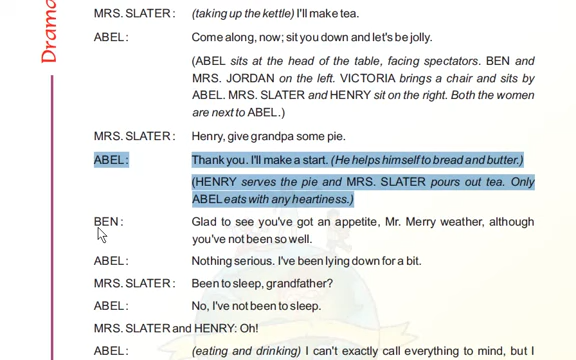 Drama
MRS. SLATER : (taking up the kettle) I'll make tea.
ABEL : Come along, now; sit you down and let's be jolly.
(ABEL sits at the head of the table, facing spectators. BEN and
MRS. JORDAN on the left. VICTORIA brings a chair and sits by
ABEL. MRS. SLATER and HENRY sit on the right. Both the women
are next to ABEL.)
MRS. SLATER : Henry, give grandpa some pie.
ABEL : Thank you. I'll make a start. (He helps himself to bread and butter.)
(HENRY serves the pie and MRS. SLATER pours out tea. Only
ABEL eats with any heartiness.)
BEN : Glad to see you've got an appetite, Mr. Merry weather, although
you've not been so well.
ABEL : Nothing serious. I've been lying down for a bit.
MRS. SLATER : Been to sleep, grandfather?
ABEL : No, I've not been to sleep.
MRS. SLATER and HENRY: Oh!
ABEL : (eating and drinking) I can't exactly call everything to mind, but I